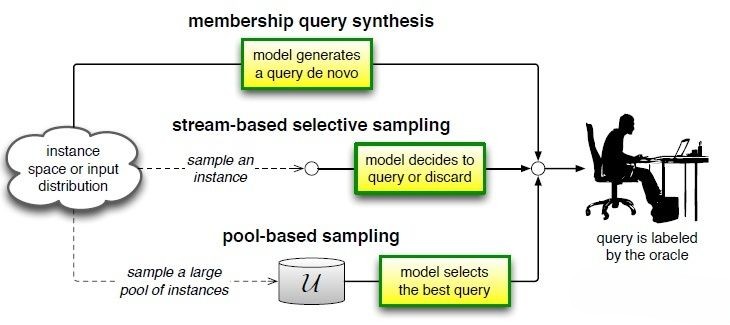 membership query synthesis
model generates
a query de novo
stream-based selective sampling
instance
space or input
distribution
sample an
instance
model decides to
query or discard
pool-based sampling
sample a large
pool of instances
U
model selects
the best query
query is labeled
by the oracle